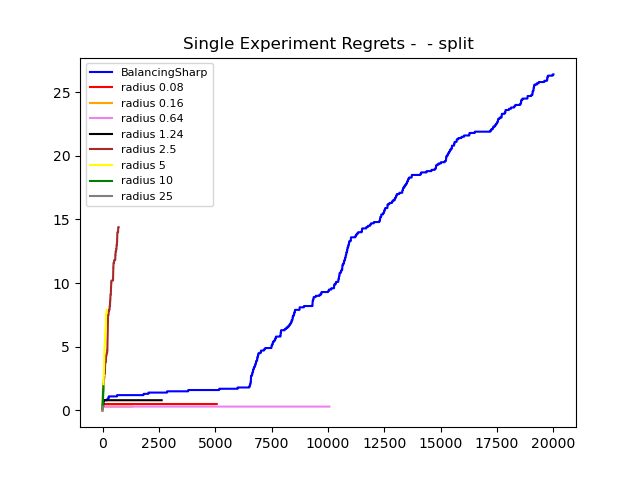 Single Experiment Regrets -  - split
BalancingSharp
radius 0.08
radius 0.16
radius 0.64
radius 1.24
radius 2.5
radius 5
radius 10
radius 25
25
20
15
10
5
0
0 2500 5000 7500 10000 12500 15000 17500 20000